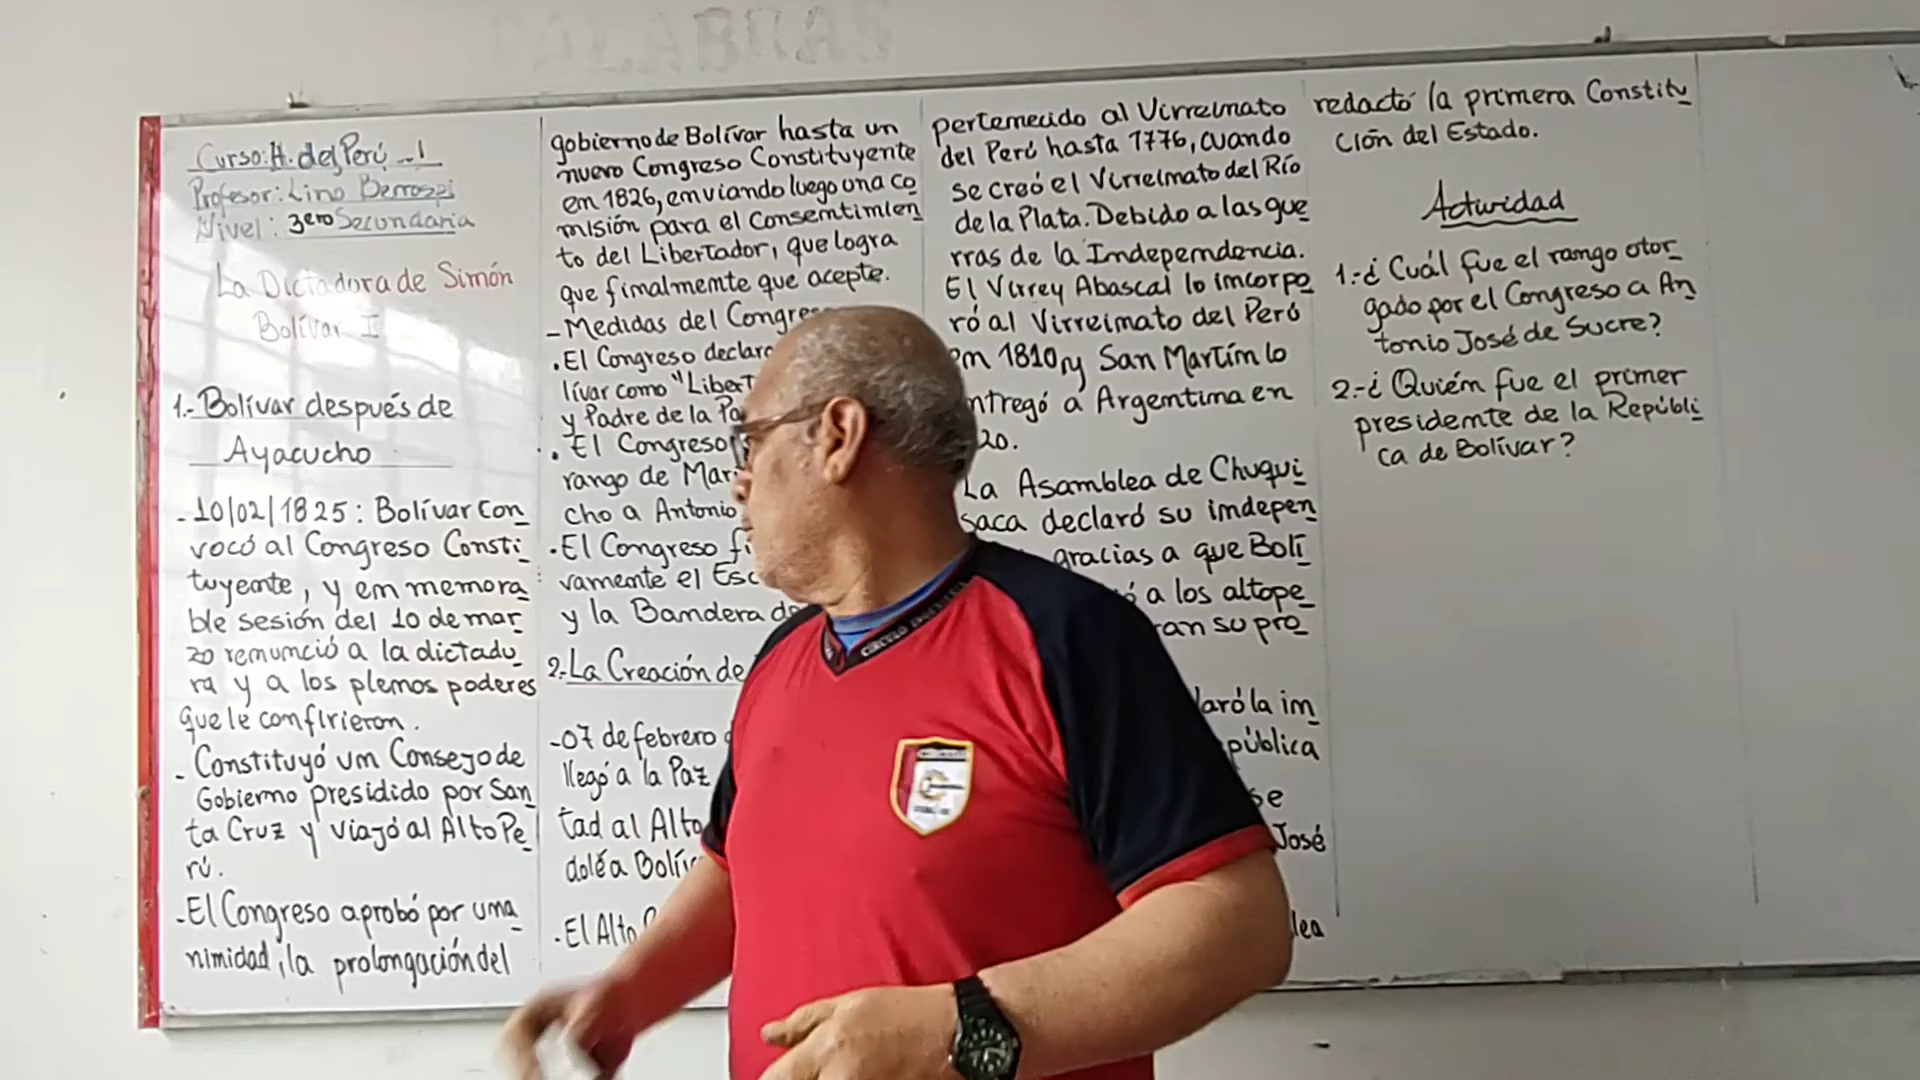 PALABRAS
Curso: H. del Perú - 1
Profesor: Lino Berrospi
Nivel: 3ero Secundaria
La Dictadura de Simón
Bolívar I
1.- Bolívar después de
Ayacucho
- 10/02/1825: Bolívar con
vocó al Congreso Consti
tuyente, y en memora
ble sesión del 10 de mar
zo renunció a la dictadu
ra y a los plenos poderes
que le confirieron.
- Constituyó un Consejo de
Gobierno presidido por San
ta Cruz y viajó al Alto Pe
rú.
- El Congreso aprobó por una
nimidad, la prolongación del
gobierno de Bolívar hasta un
nuevo Congreso Constituyente
en 1826, enviando luego una co
misión para el Consentimien
to del Libertador, que logra
que finalmente que acepte.
- Medidas del Congre
. El Congreso declar
lívar como "Libert
y Padre de la Pa
. El Congreso
rango de Mar
cho a Antonio
. El Congreso fi
vamente el Esc
y la Bandera de
2.- La Creación de
- 07 de febrero
llegó a la Paz
tad al Alto
dole a Bolív
. El Alto
pertenecido al Virreinato
del Perú hasta 1776, cuando
se creó el Virreinato del Río
de la Plata. Debido a las gue
rras de la Independencia.
El Virrey Abascal lo incorpo
ró al Virreinato del Perú
en 1810 y San Martín lo
ntregó a Argentina en
20.
La Asamblea de Chuqui
saca declaró su indepen
gracias a que Bolí
ó a los altope
an su pro
laró la in
pública
se
José
lea
redactó la primera Constitu
ción del Estado.
Actividad
1.- ¿Cuál fue el rango otor
gado por el Congreso a An
tonio José de Sucre?
2.- ¿Quién fue el primer
presidente de la Repúbli
ca de Bolívar?